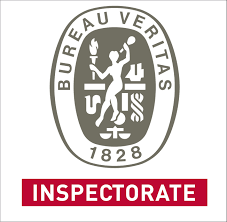 BUREAU VERITAS
1828
INSPECTORATE